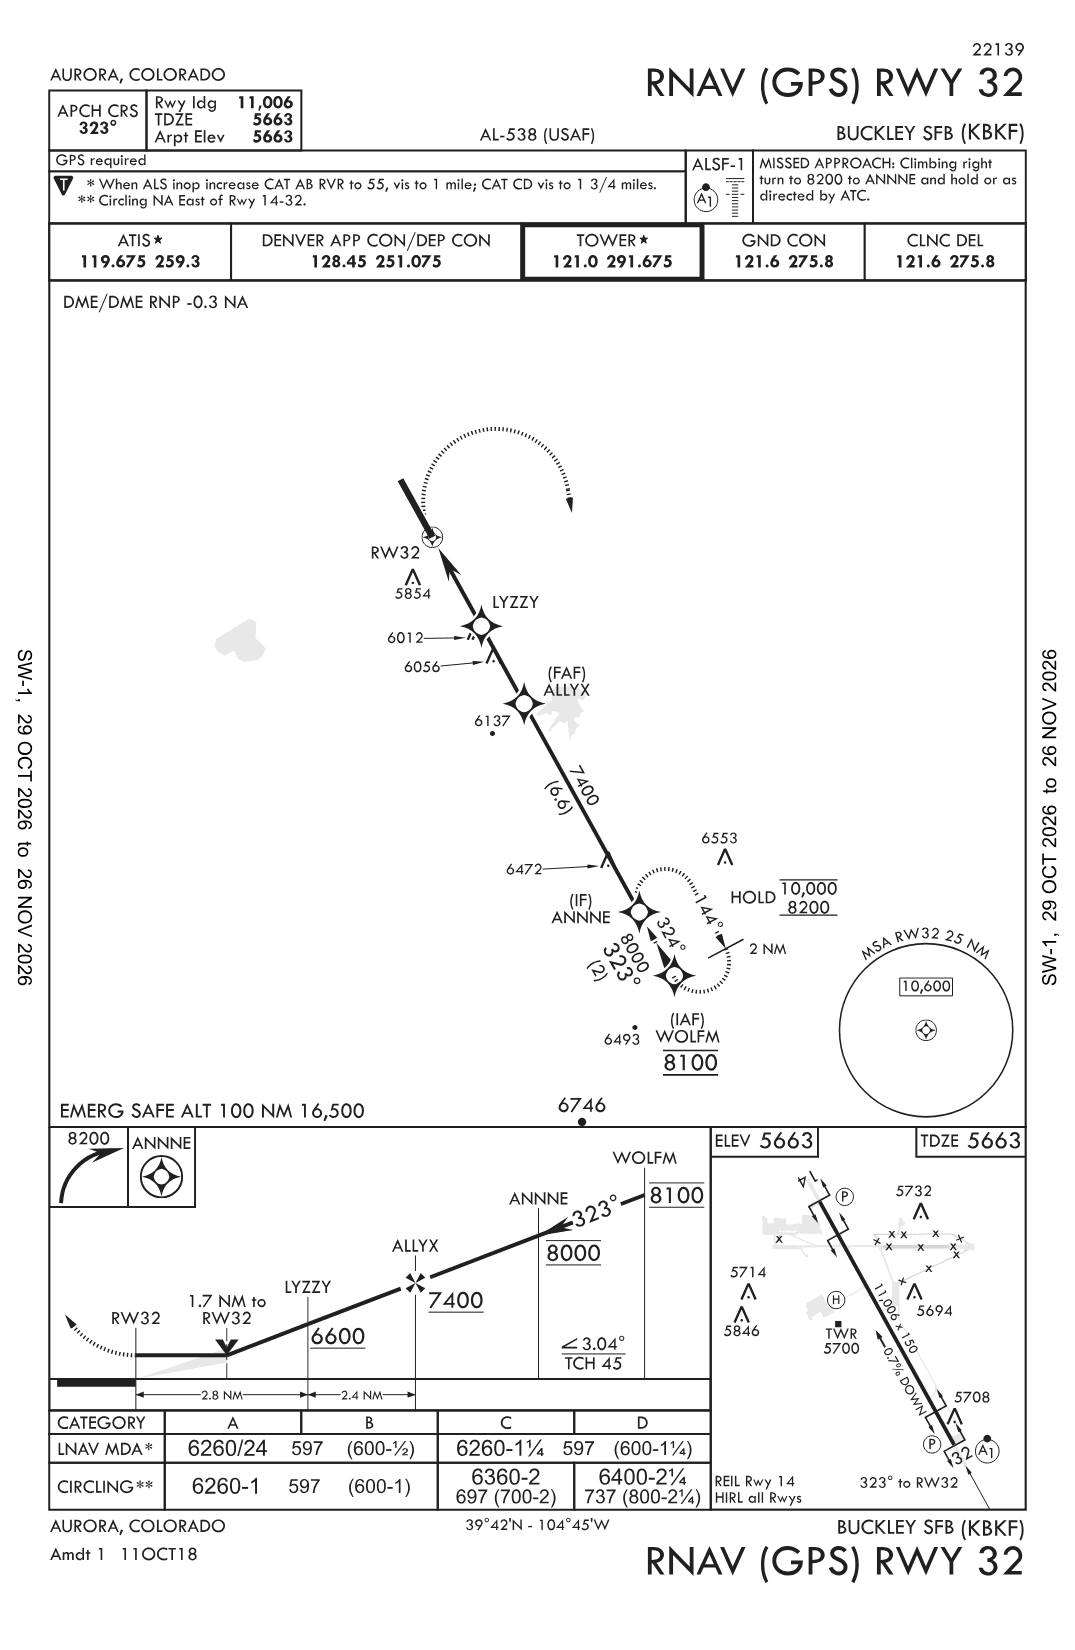 22139
AURORA, COLORADO
RNAV (GPS) RWY 32
APCH CRS
323°
Rwy ldg 11,006
TDZE 5663
Arpt Elev 5663
AL-538 (USAF)
BUCKLEY SFB (KBKF)
GPS required
T
* When ALS inop increase CAT AB RVR to 55, vis to 1 mile; CAT CD vis to 1 3/4 miles.
** Circling NA East of Rwy 14-32.
ALSF-1
A1
MISSED APPROACH: Climbing right
turn to 8200 to ANNNE and hold or as
directed by ATC.
ATIS★
119.675 259.3
DENVER APP CON/DEP CON
128.45 251.075
TOWER★
121.0 291.675
GND CON
121.6 275.8
CLNC DEL
121.6 275.8
DME/DME RNP -0.3 NA
RW32
5854
LYZZY
6012
6056
(FAF)
ALLYX
6137
7400
(6.6)
6553
6472
HOLD 10,000
8200
(IF)
ANNNE
144°
324°
2 NM
8000
323°
(2)
(IAF)
WOLFM
8100
6493
MSA RW32 25 NM
10,600
6746
EMERG SAFE ALT 100 NM 16,500
SW-1, 29 OCT 2026 to 26 NOV 2026
SW-1, 29 OCT 2026 to 26 NOV 2026
8200
ANNNE
WOLFM
8100
ANNNE
323°
8000
ALLYX
7400
LYZZY
6600
1.7 NM to
RW32
RW32
3.04°
TCH 45
2.8 NM
2.4 NM
ELEV 5663
TDZE 5663
P
5732
5714
5846
5694
H
TWR
5700
11,006 x 150
0.7% DOWN
5708
P
32
A1
REIL Rwy 14
HIRL all Rwys
323° to RW32
CATEGORY A B C D
LNAV MDA* 6260/24 597 (600-½) 6260-1¼ 597 (600-1¼)
CIRCLING** 6260-1 597 (600-1) 6360-2 697 (700-2) 6400-2¼ 737 (800-2¼)
AURORA, COLORADO
39°42'N - 104°45'W
BUCKLEY SFB (KBKF)
Amdt 1 11OCT18
RNAV (GPS) RWY 32